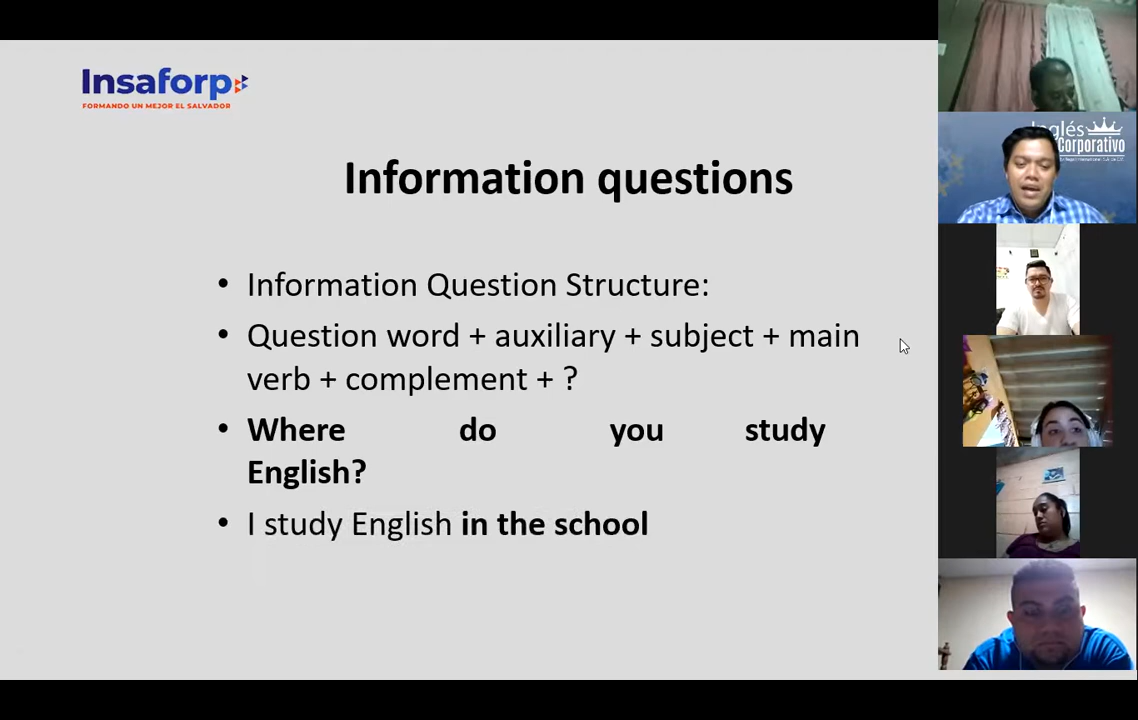 Insaforp
FORMANDO UN MEJOR EL SALVADOR
Information questions
• Information Question Structure:
• Question word + auxiliary + subject + main
verb + complement + ?
• Where do you study
English?
• I study English in the school
Inglés
Corporativo